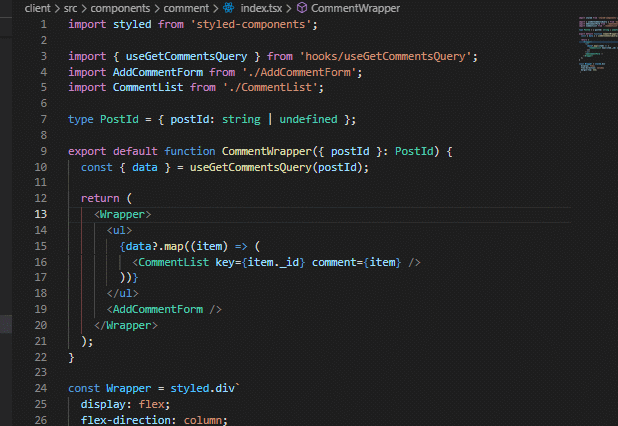 client > src > components > comment > index.tsx > CommentWrapper
1 import styled from 'styled-components';
2
3 import { useGetCommentsQuery } from 'hooks/useGetCommentsQuery';
4 import AddCommentForm from './AddCommentForm';
5 import CommentList from './CommentList';
6
7 type PostId = { postId: string | undefined };
8
9 export default function CommentWrapper({ postId }: PostId) {
10 const { data } = useGetCommentsQuery(postId);
11
12 return (
13 <Wrapper>
14 <ul>
15 {data?.map((item) => (
16 <CommentList key={item._id} comment={item} />
17 ))}
18 </ul>
19 <AddCommentForm />
20 </Wrapper>
21 );
22 }
23
24 const Wrapper = styled.div`
25 display: flex;
26 flex-direction: column;